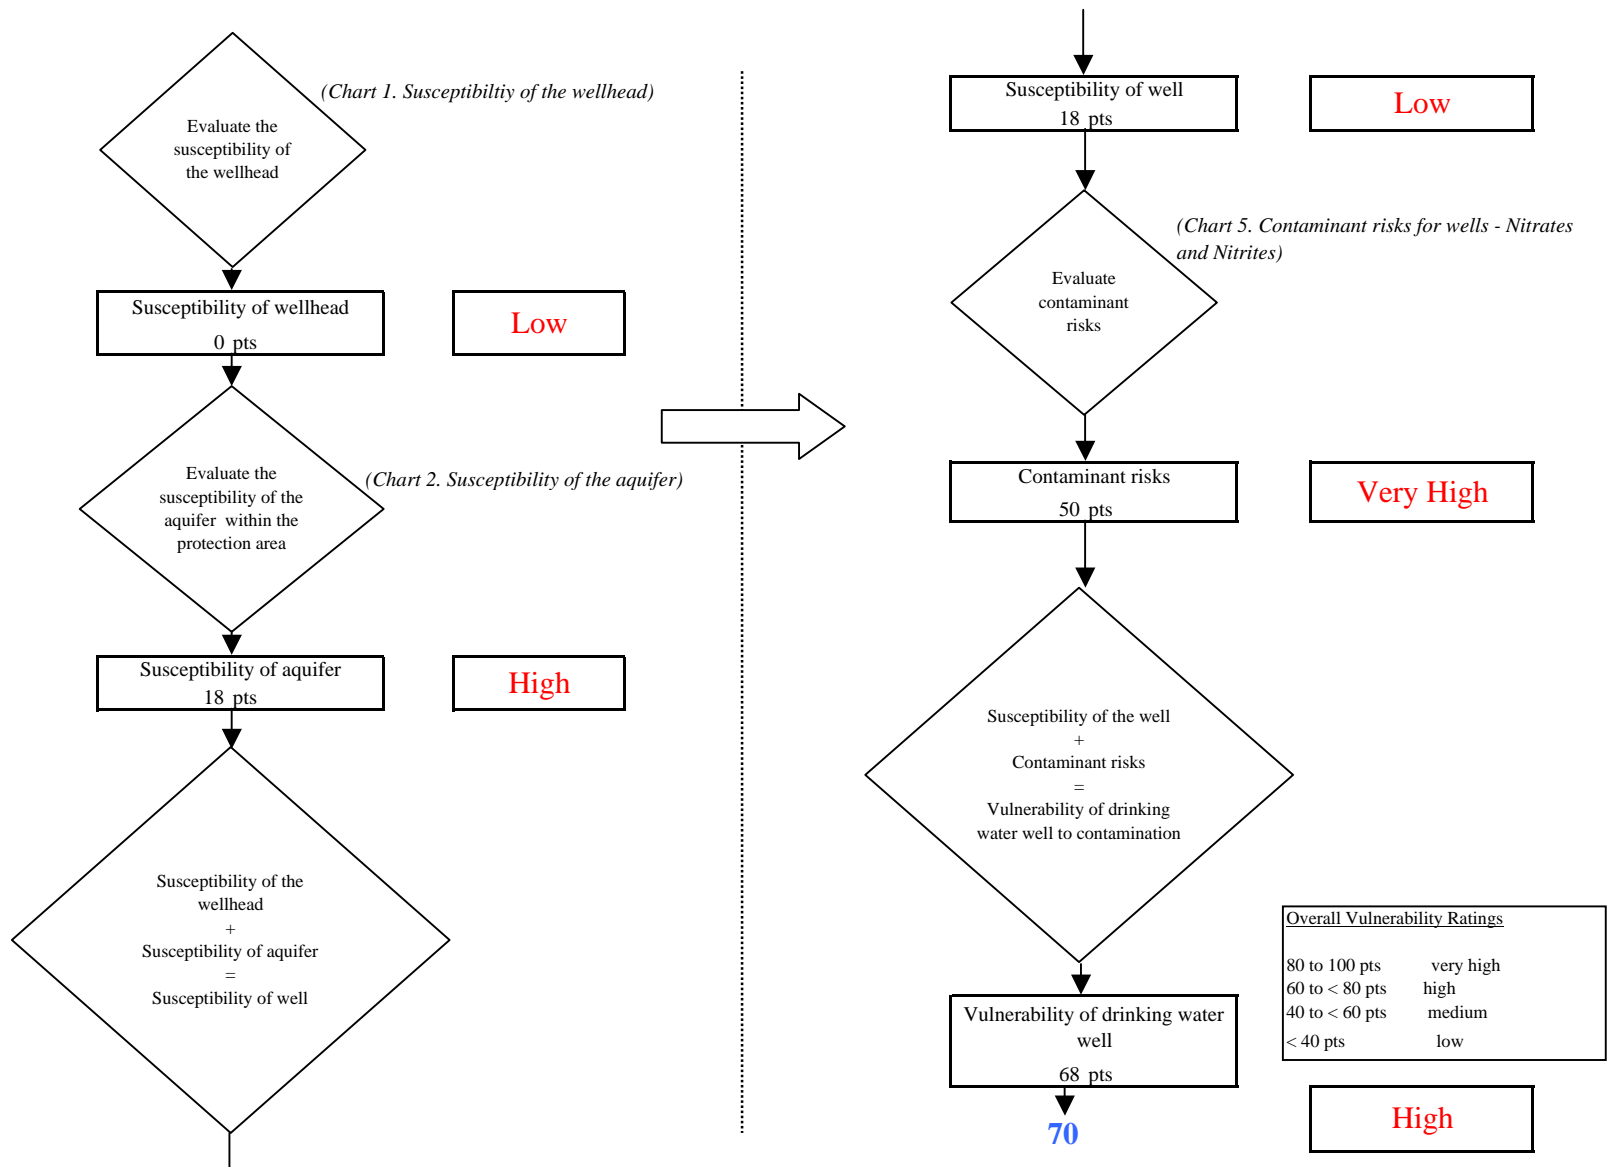 (Chart 1. Susceptibiltiy of the wellhead)
Evaluate the
susceptibility of
the wellhead
Susceptibility of wellhead
0 pts
Low
Evaluate the
susceptibility of the
aquifer within the
protection area
(Chart 2. Susceptibility of the aquifer)
Susceptibility of aquifer
18 pts
High
Susceptibility of the
wellhead
+
Susceptibility of aquifer
=
Susceptibility of well
Susceptibility of well
18 pts
Low
(Chart 5. Contaminant risks for wells - Nitrates
and Nitrites)
Evaluate
contaminant
risks
Contaminant risks
50 pts
Very High
Susceptibility of the well
+
Contaminant risks
=
Vulnerability of drinking
water well to contamination
Overall Vulnerability Ratings
80 to 100 pts very high
60 to < 80 pts high
40 to < 60 pts medium
< 40 pts low
Vulnerability of drinking water
well
68 pts
70
High